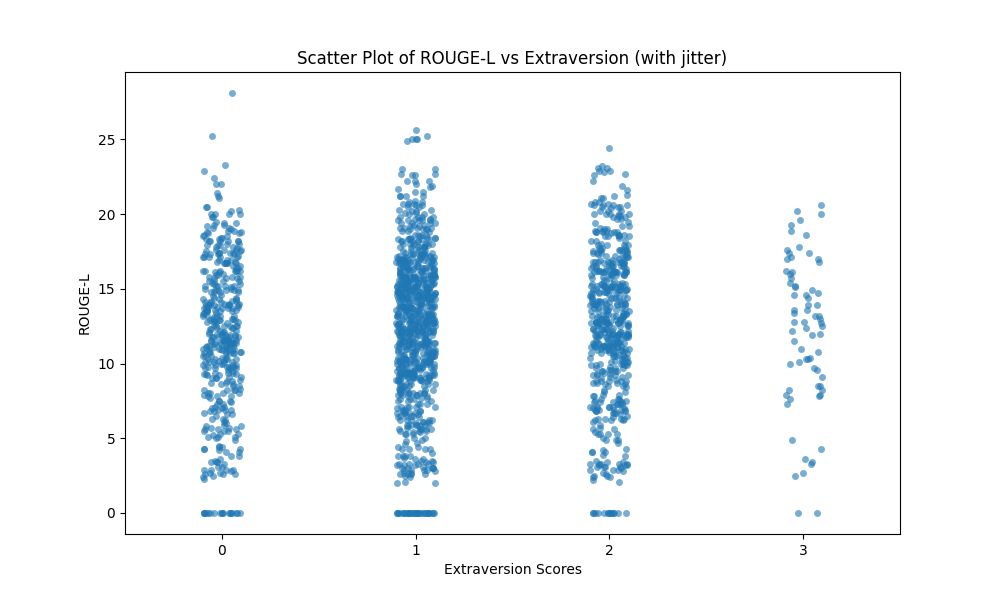 Scatter Plot of ROUGE-L vs Extraversion (with jitter)
ROUGE-L
25
20
15
10
5
0
0 1 2 3
Extraversion Scores